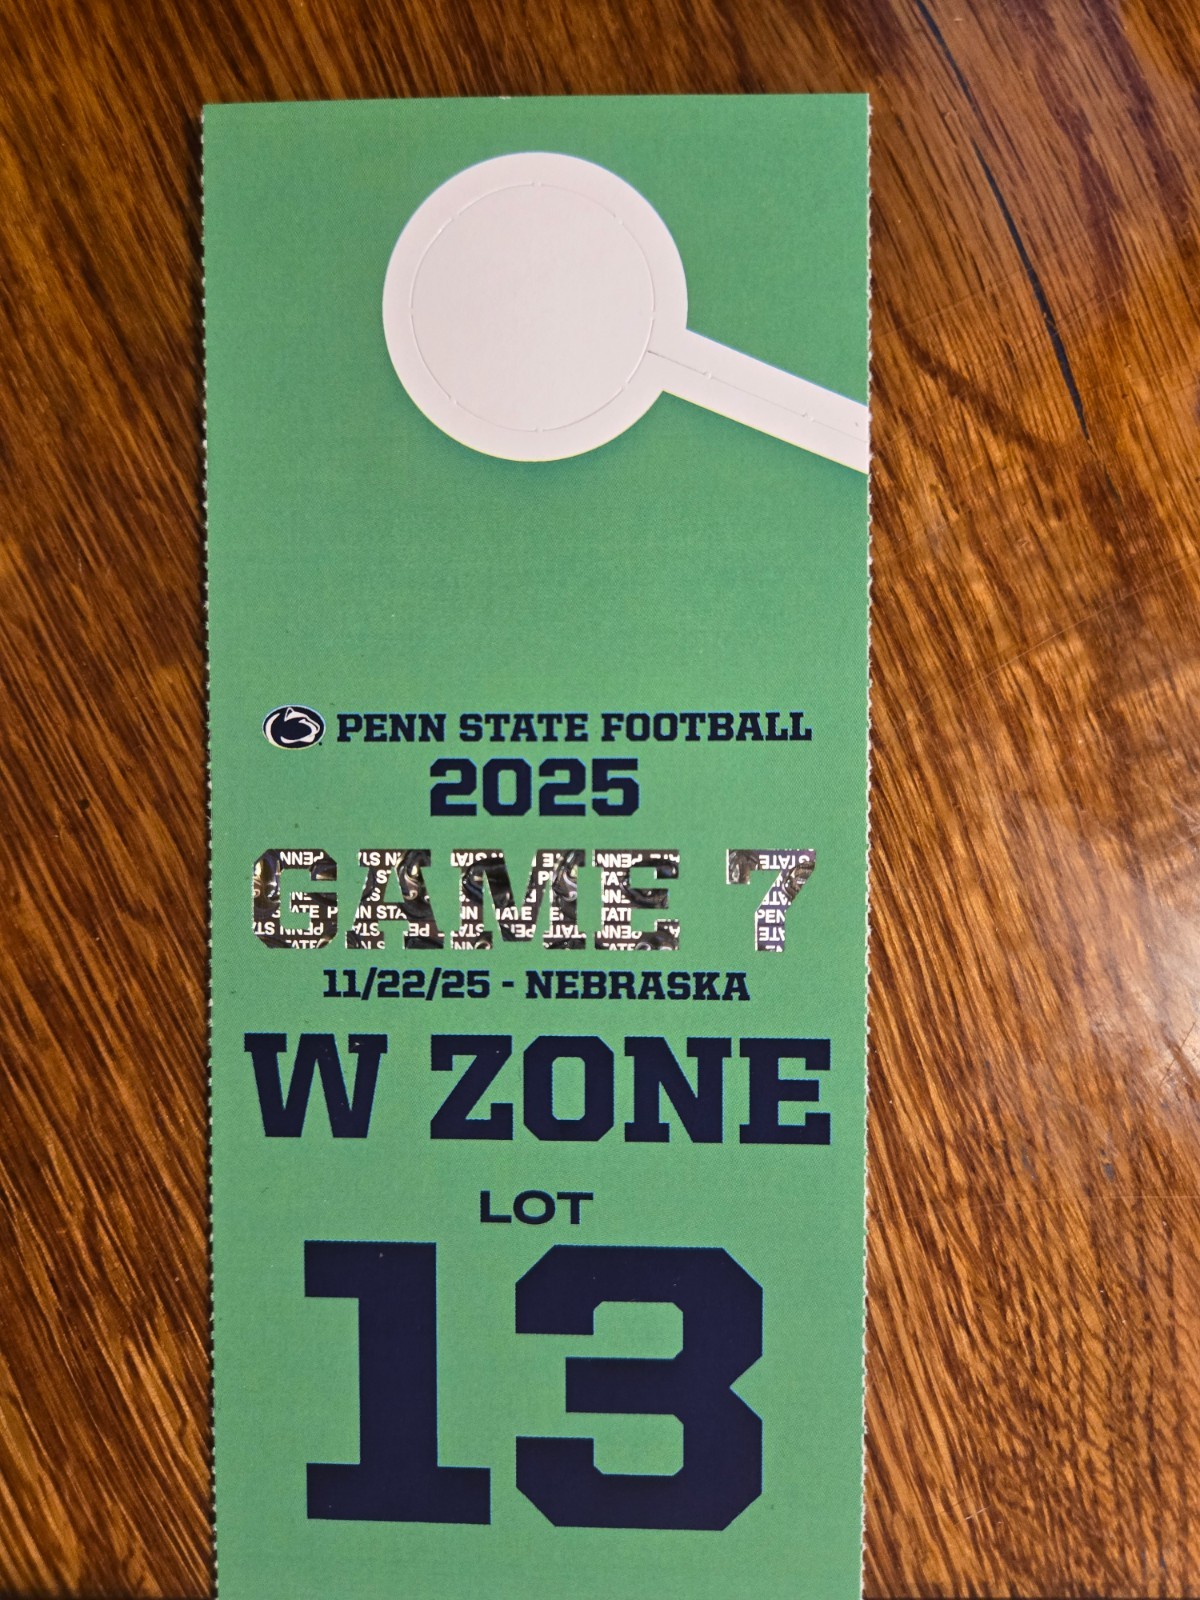 PENN STATE FOOTBALL
2025
GAME 7
11/22/25 - NEBRASKA
W ZONE
LOT
13